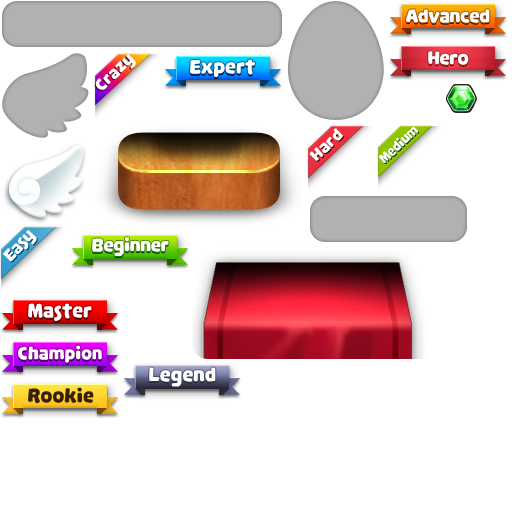 Advanced
Hero
Crazy
Expert
Hard
Medium
Easy
Beginner
Master
Champion
Legend
Rookie